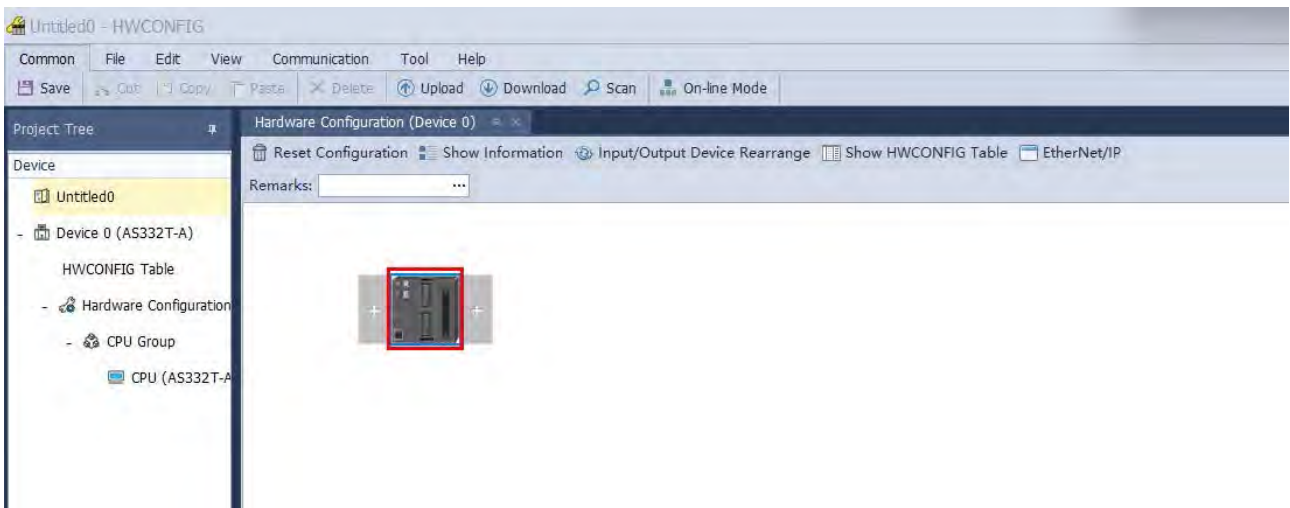 Untitled0 - HWCONFIG
Common File Edit View Communication Tool Help
Save Cut Copy Paste Delete Upload Download Scan On-line Mode
Project Tree
Hardware Configuration (Device 0)
Reset Configuration Show Information Input/Output Device Rearrange Show HWCONFIG Table EtherNet/IP
Device
Remarks: ...
Untitled0
- Device 0 (AS332T-A)
HWCONFIG Table
- Hardware Configuration
- CPU Group
CPU (AS332T-A